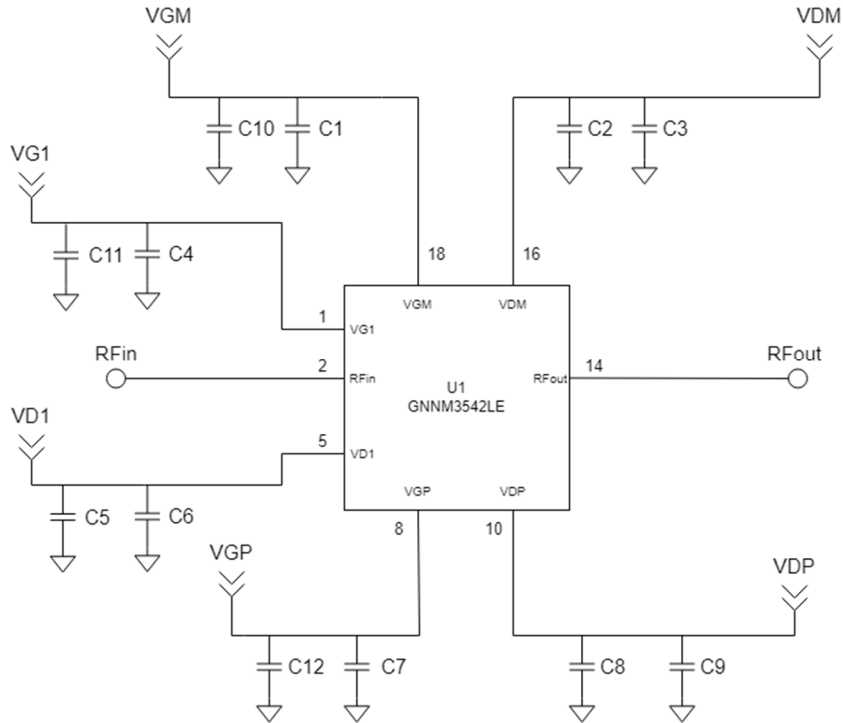 VGM
VDM
C10
C1
C2
C3
VG1
C11
C4
18
16
VGM
VDM
1
VG1
RFin
2
RFin
U1
GNNM3542LE
RFout
14
RFout
VD1
5
VD1
VGP
VDP
C5
C6
8
10
VGP
VDP
C12
C7
C8
C9